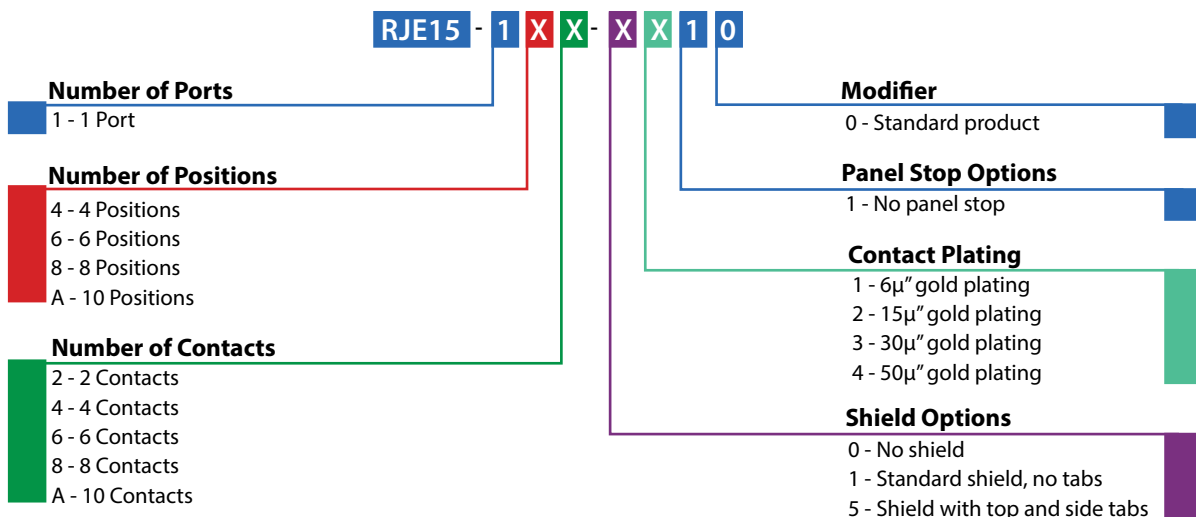 RJE15 - 1 X X - X X 1 0
Number of Ports
1 - 1 Port
Number of Positions
4 - 4 Positions
6 - 6 Positions
8 - 8 Positions
A - 10 Positions
Number of Contacts
2 - 2 Contacts
4 - 4 Contacts
6 - 6 Contacts
8 - 8 Contacts
A - 10 Contacts
Modifier
0 - Standard product
Panel Stop Options
1 - No panel stop
Contact Plating
1 - 6µ” gold plating
2 - 15µ” gold plating
3 - 30µ” gold plating
4 - 50µ” gold plating
Shield Options
0 - No shield
1 - Standard shield, no tabs
5 - Shield with top and side tabs